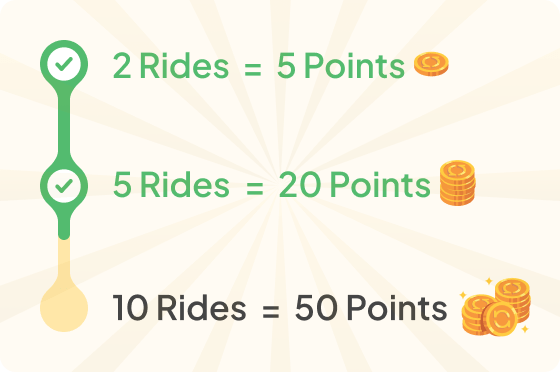 2 Rides = 5 Points
5 Rides = 20 Points
10 Rides = 50 Points